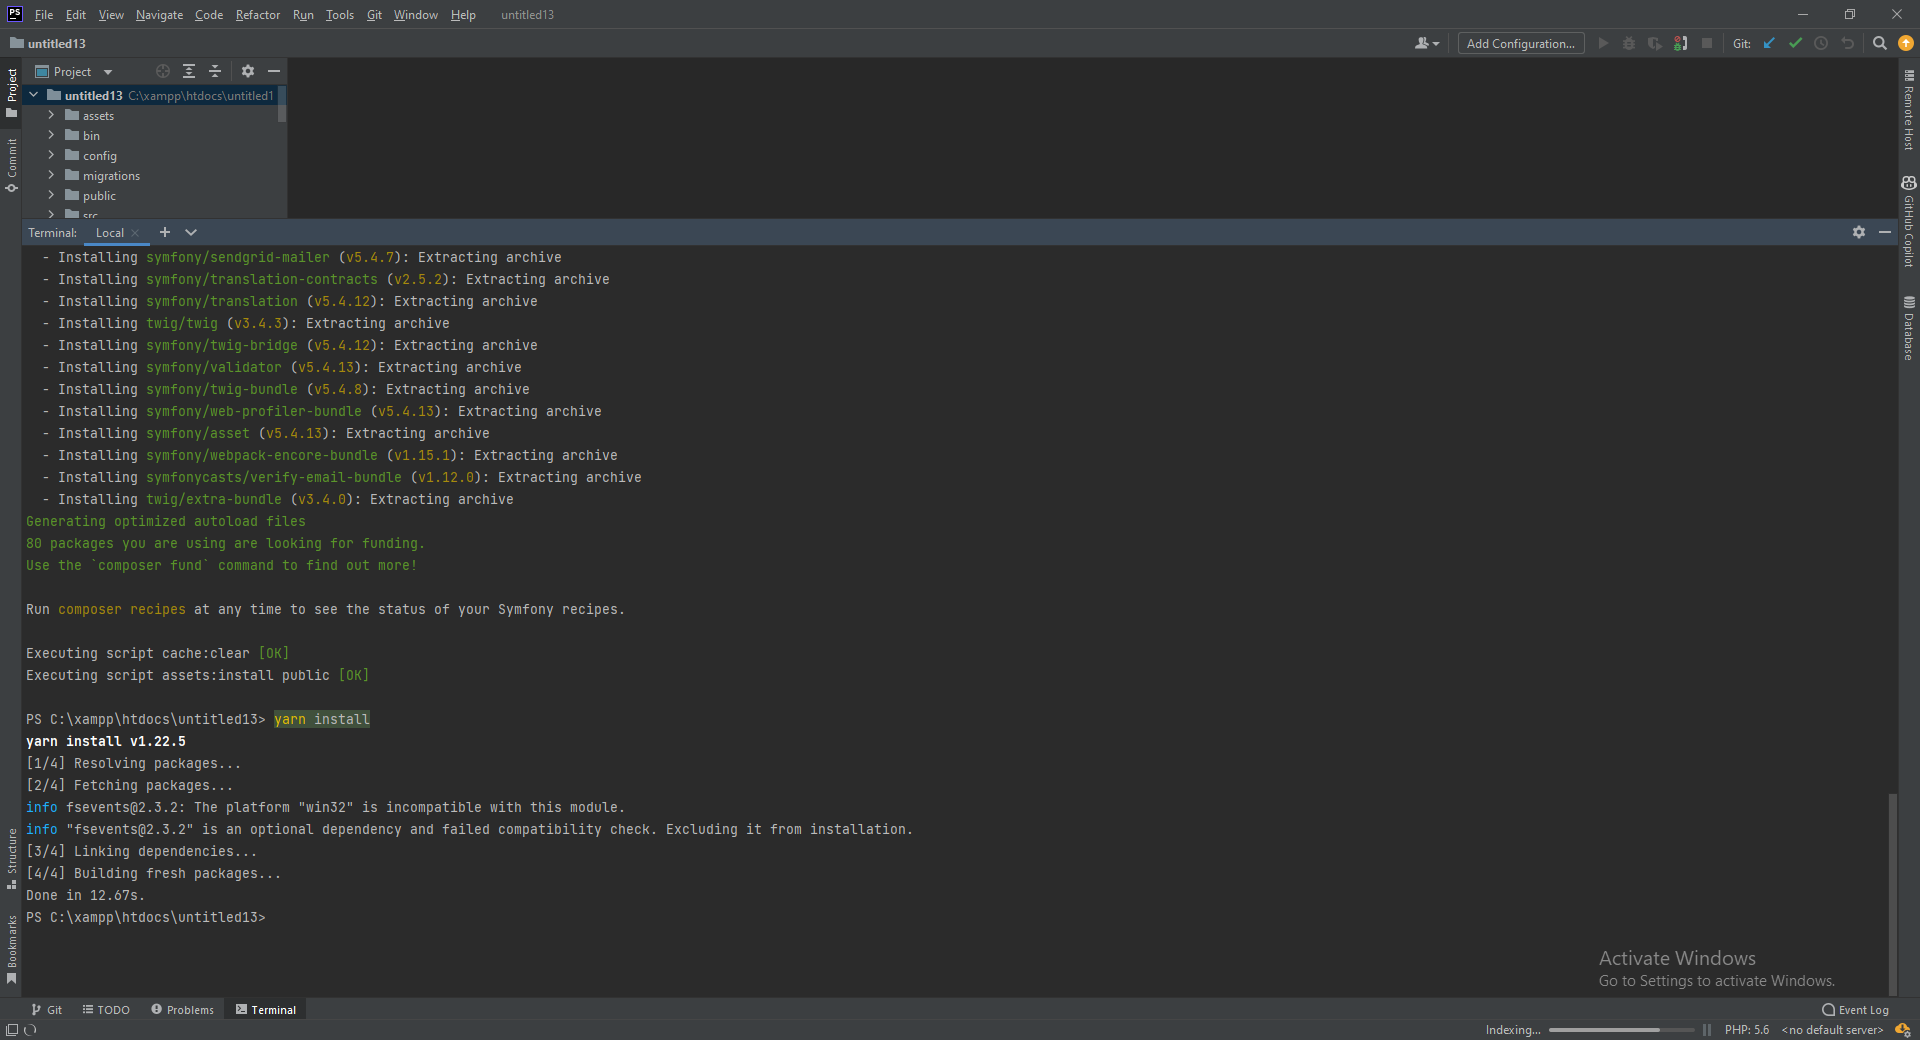 PS File Edit View Navigate Code Refactor Run Tools Git Window Help untitled13
untitled13 Add Configuration... Git:
Project
untitled13 C:\xampp\htdocs\untitled1
assets
bin
config
migrations
public
src
Project
Commit
Structure
Bookmarks
Remote Host
GitHub Copilot
Database
Terminal: Local
- Installing symfony/sendgrid-mailer (v5.4.7): Extracting archive
- Installing symfony/translation-contracts (v2.5.2): Extracting archive
- Installing symfony/translation (v5.4.12): Extracting archive
- Installing twig/twig (v3.4.3): Extracting archive
- Installing symfony/twig-bridge (v5.4.12): Extracting archive
- Installing symfony/validator (v5.4.13): Extracting archive
- Installing symfony/twig-bundle (v5.4.8): Extracting archive
- Installing symfony/web-profiler-bundle (v5.4.13): Extracting archive
- Installing symfony/asset (v5.4.13): Extracting archive
- Installing symfony/webpack-encore-bundle (v1.15.1): Extracting archive
- Installing symfonycasts/verify-email-bundle (v1.12.0): Extracting archive
- Installing twig/extra-bundle (v3.4.0): Extracting archive
Generating optimized autoload files
80 packages you are using are looking for funding.
Use the `composer fund` command to find out more!
Run composer recipes at any time to see the status of your Symfony recipes.
Executing script cache:clear [OK]
Executing script assets:install public [OK]
PS C:\xampp\htdocs\untitled13> yarn install
yarn install v1.22.5
[1/4] Resolving packages...
[2/4] Fetching packages...
info fsevents@2.3.2: The platform "win32" is incompatible with this module.
info "fsevents@2.3.2" is an optional dependency and failed compatibility check. Excluding it from installation.
[3/4] Linking dependencies...
[4/4] Building fresh packages...
Done in 12.67s.
PS C:\xampp\htdocs\untitled13>
Activate Windows
Go to Settings to activate Windows.
Git TODO Problems Terminal Event Log
Indexing... PHP: 5.6 <no default server>